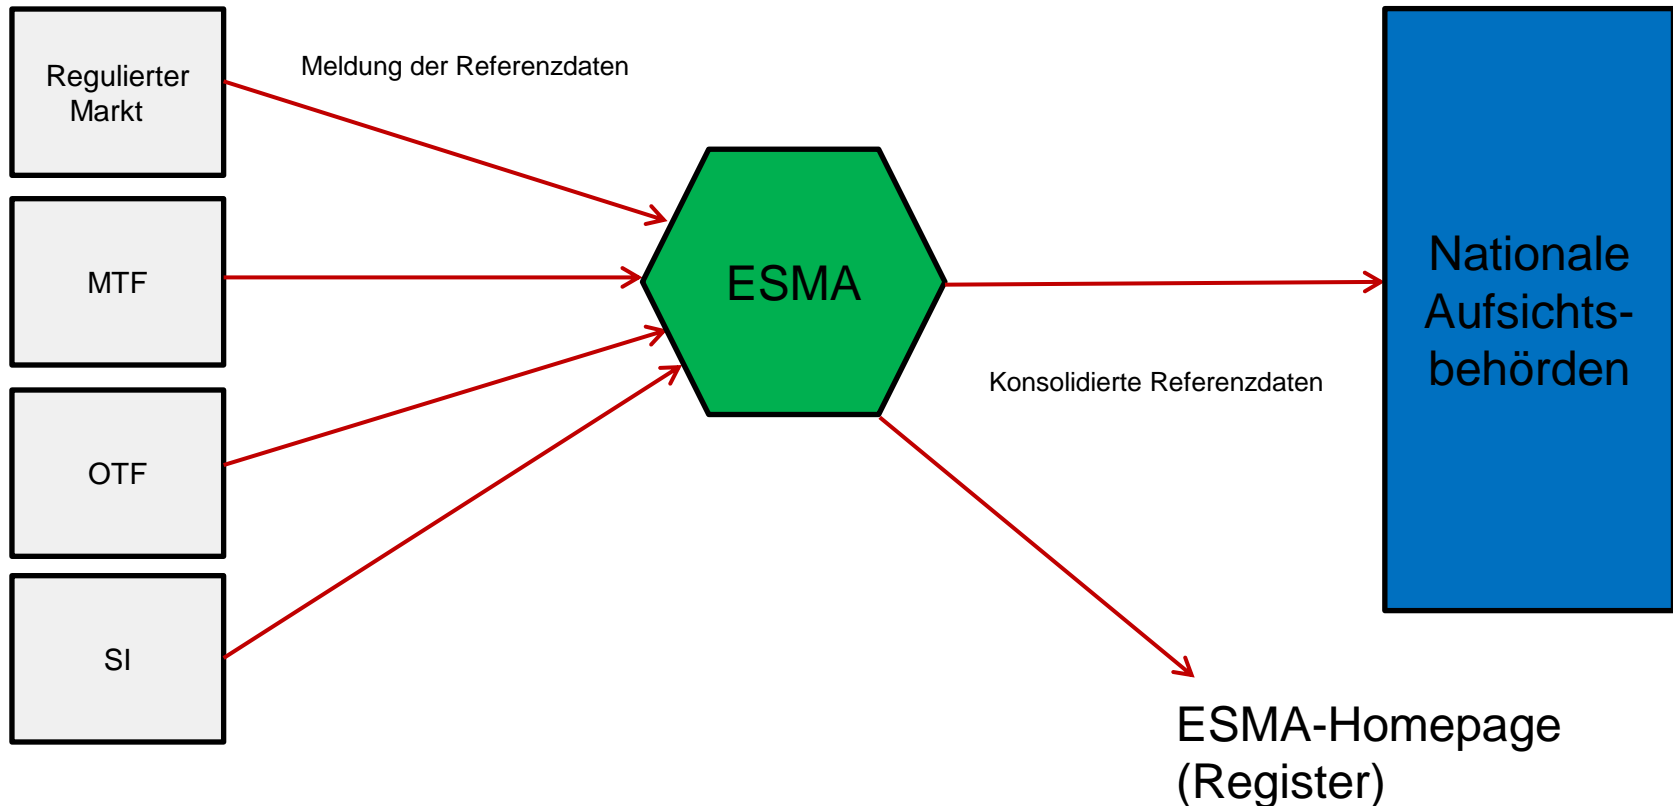 Regulierter
Markt
Meldung der Referenzdaten
MTF
OTF
SI
ESMA
Konsolidierte Referenzdaten
Nationale
Aufsichts-
behörden
ESMA-Homepage
(Register)